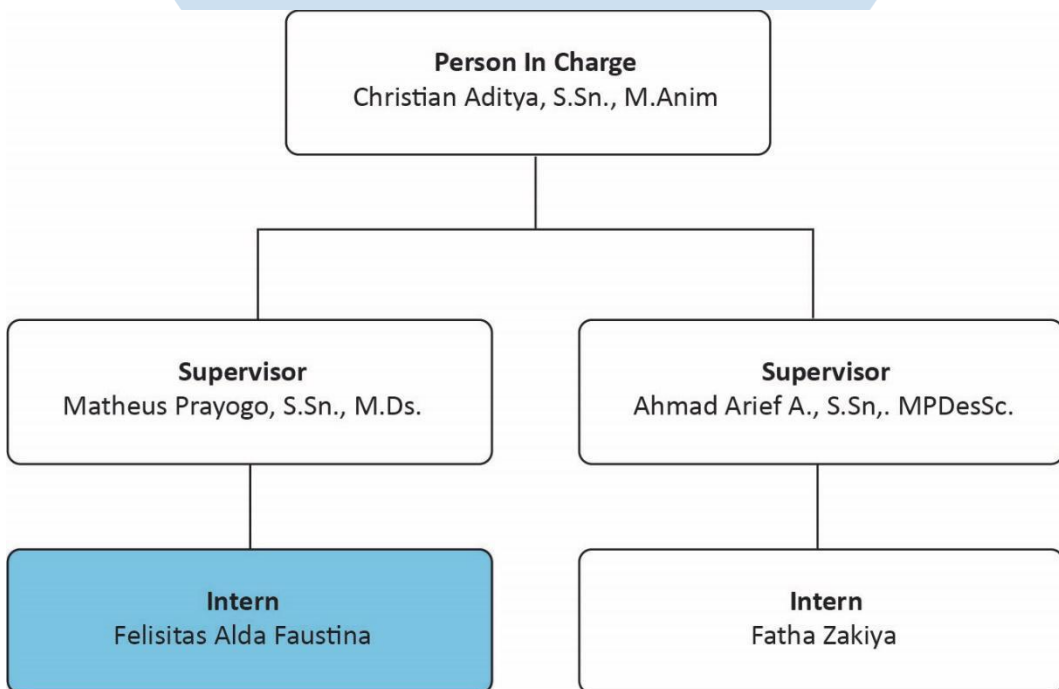 Person In Charge
Christian Aditya, S.Sn., M.Anim
Supervisor
Matheus Prayogo, S.Sn., M.Ds.
Supervisor
Ahmad Arief A., S.Sn,. MPDesSc.
Intern
Felisitas Alda Faustina
Intern
Fatha Zakiya